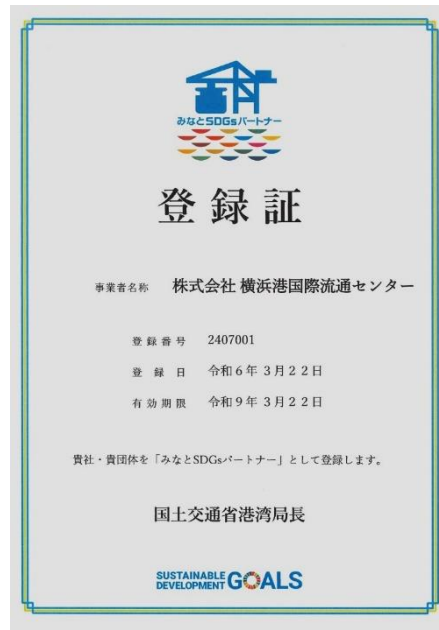 みなとSDGsパートナー
登録証
事業者名称 株式会社 横浜港国際流通センター
登録番号 2407001
登録日 令和6年3月22日
有効期限 令和9年3月22日
貴社・貴団体を「みなとSDGsパートナー」として登録します。
国土交通省港湾局長
SUSTAINABLE
DEVELOPMENT GOALS